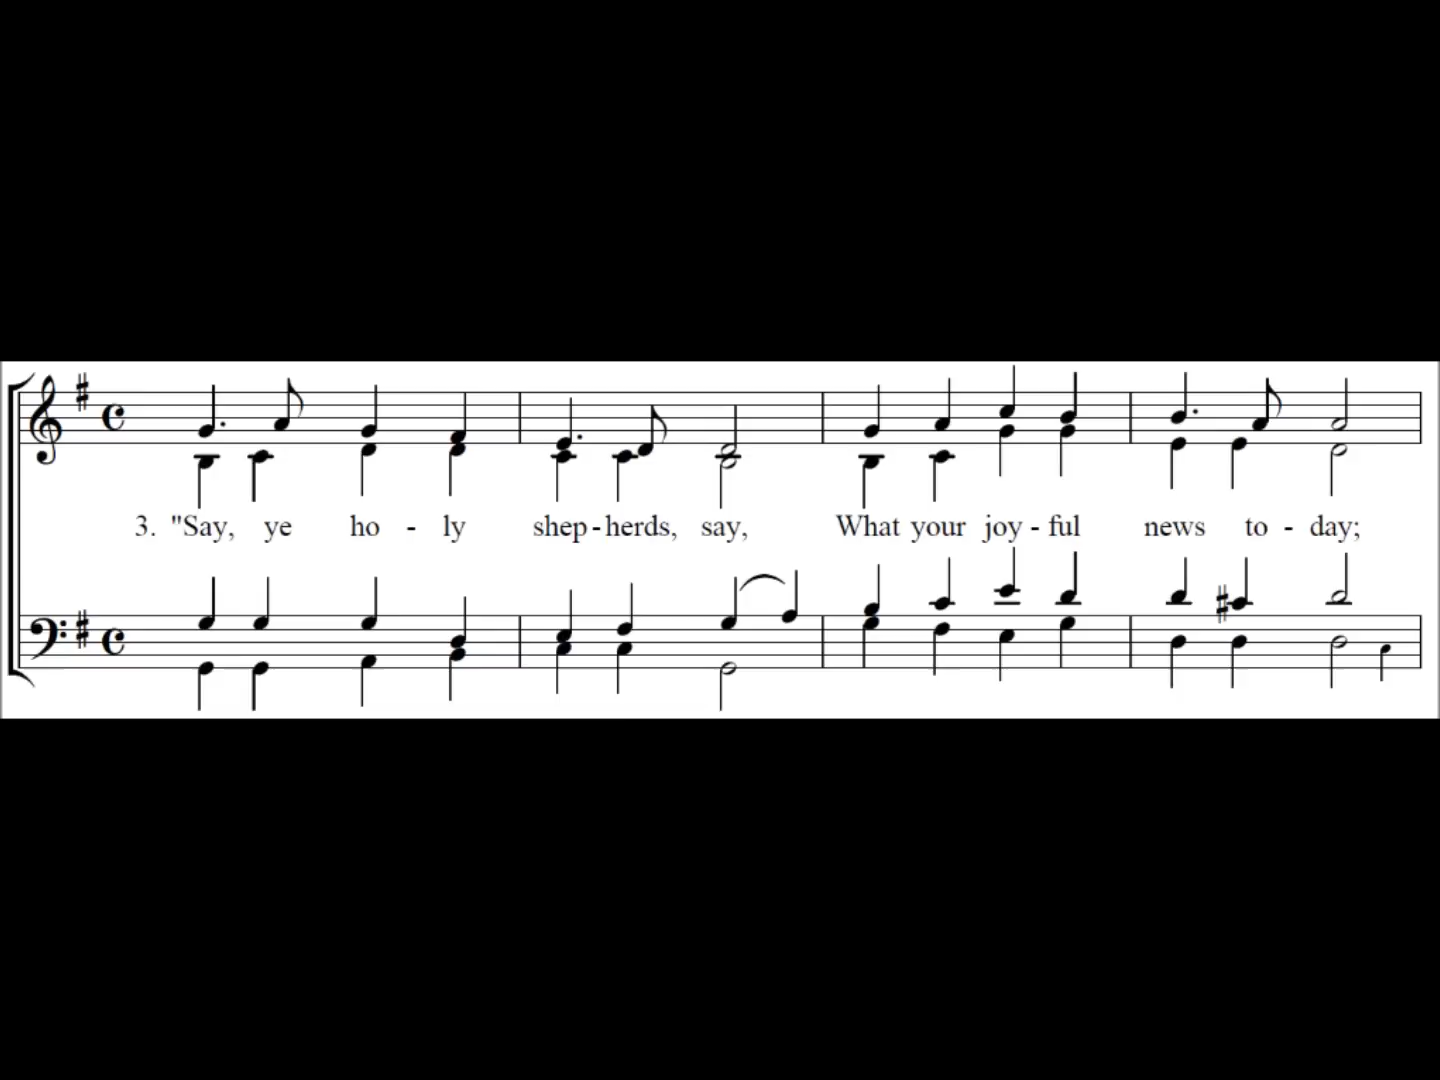 3. "Say, ye ho - ly shep - herds, say, What your joy - ful news to - day;